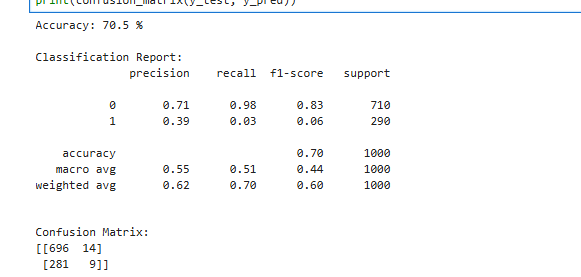 print(confusion_matrix(y_test, y_pred))
Accuracy: 70.5 %
Classification Report:
precision recall f1-score support
0 0.71 0.98 0.83 710
1 0.39 0.03 0.06 290
accuracy 0.70 1000
macro avg 0.55 0.51 0.44 1000
weighted avg 0.62 0.70 0.60 1000
Confusion Matrix:
[[696 14]
[281 9]]